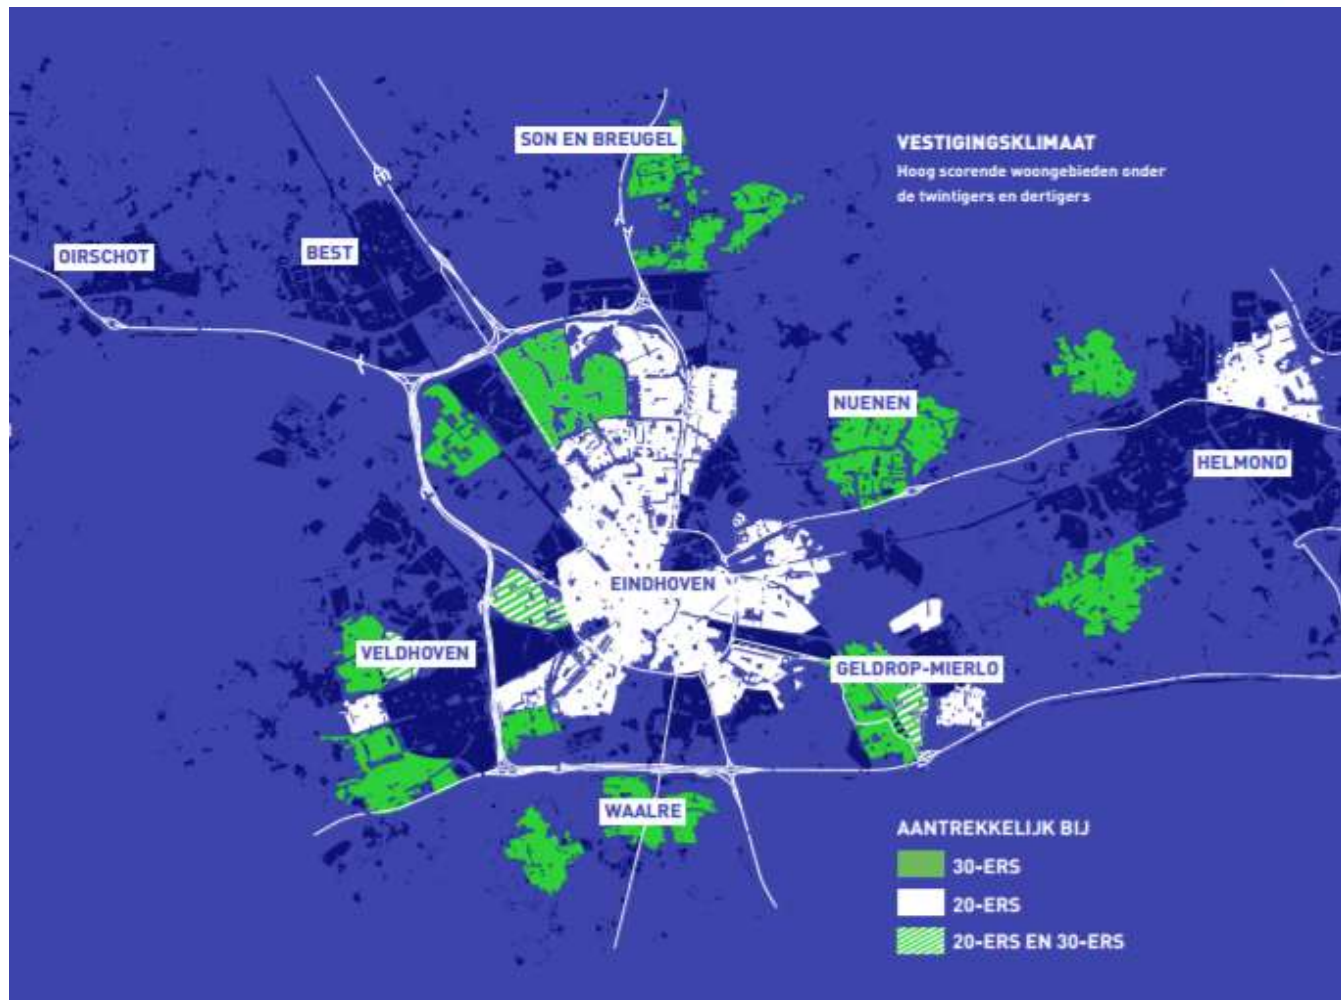 SON EN BREUGEL
VESTIGINGSKLIMAAT
Hoog scorende woongebieden onder
de twintigers en dertigers
OIRSCHOT
BEST
NUENEN
HELMOND
EINDHOVEN
VELDHOVEN
GELDROP-MIERLO
WAALRE
AANTREKKELIJK BIJ
30-ERS
20-ERS
20-ERS EN 30-ERS